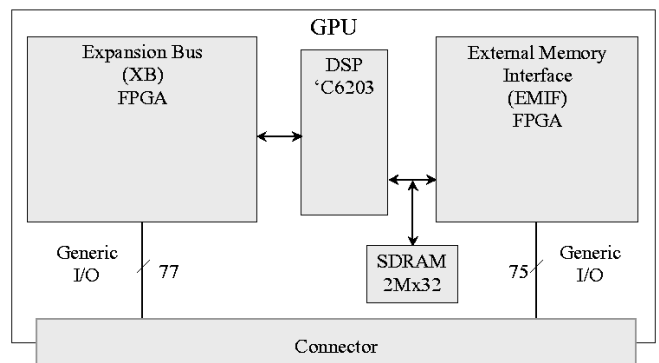 GPU
Expansion Bus
(XB)
FPGA
DSP
‘C6203
External Memory
Interface
(EMIF)
FPGA
Generic
I/O
77
SDRAM
2Mx32
75
Generic
I/O
Connector